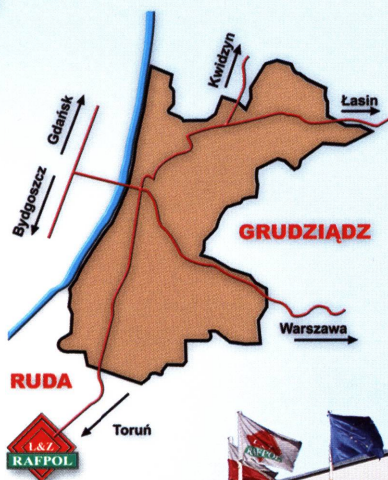 Kwidzyn
Łasin
Gdańsk
Bydgoszcz
GRUDZIĄDZ
Warszawa
RUDA
Toruń
L&Z
RAFPOL
L&Z